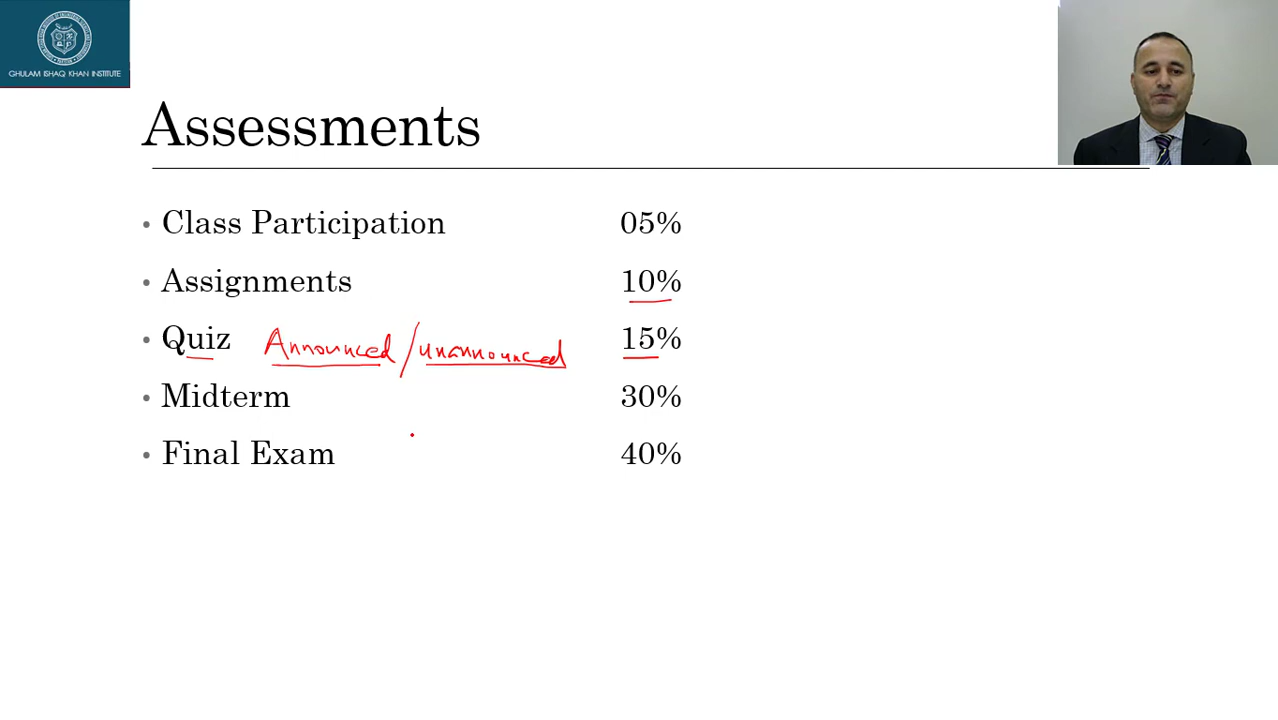 GHULAM ISHAQ KHAN INSTITUTE
Assessments
• Class Participation 05%
• Assignments 10%
• Quiz Announced/unannounced 15%
• Midterm 30%
• Final Exam 40%